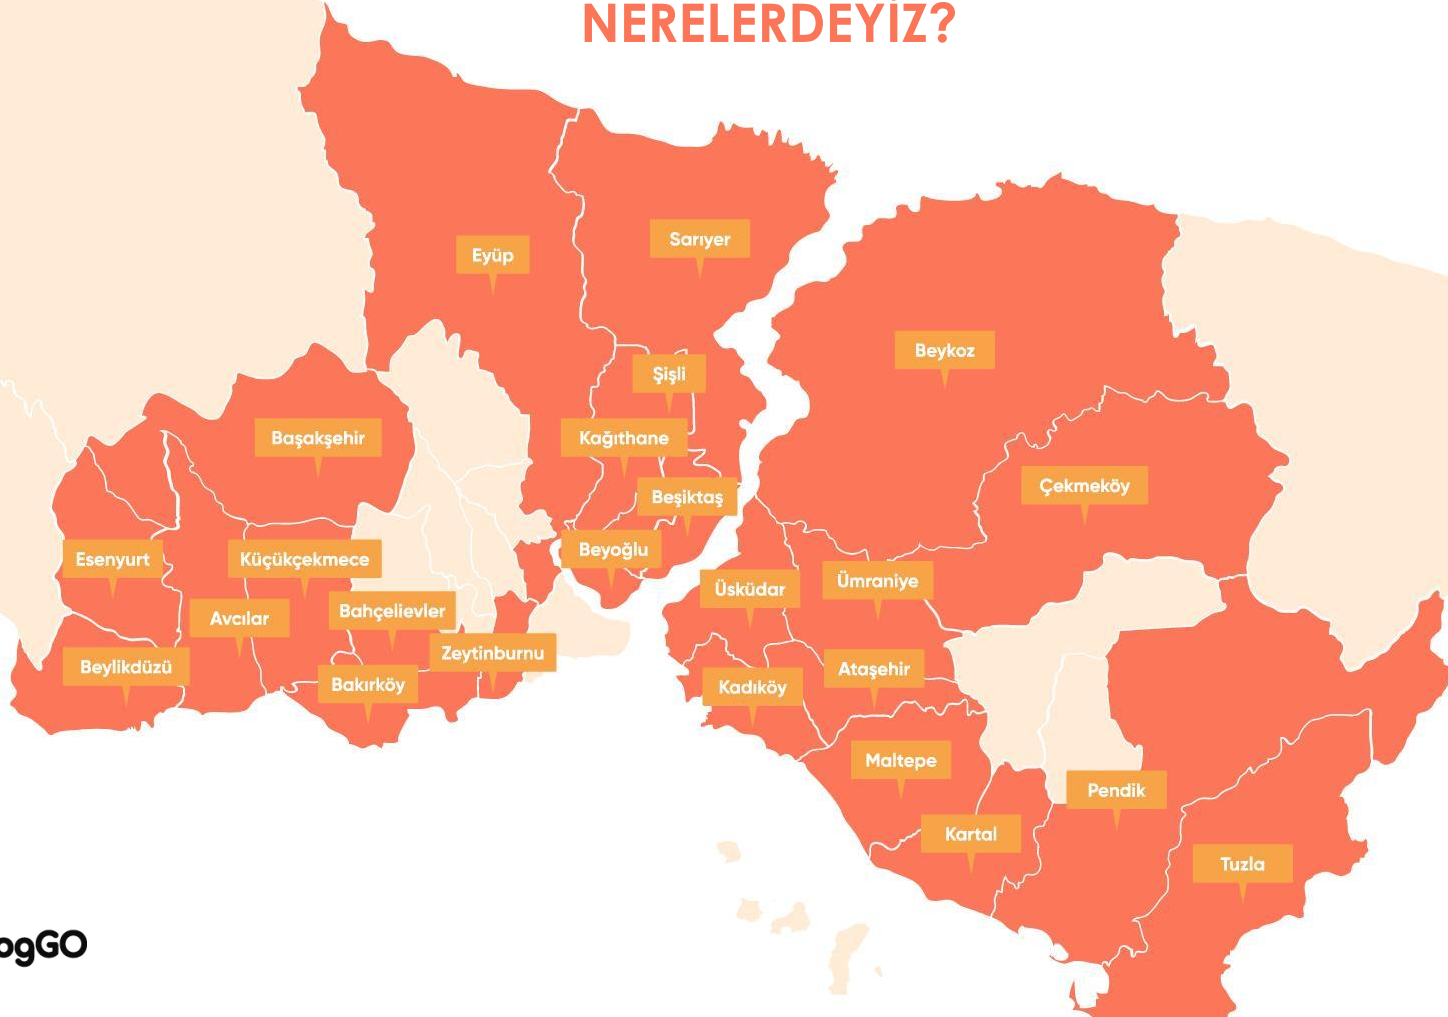 NERELERDEYİZ?
Sarıyer
Eyüp
Beykoz
Şişli
Başakşehir
Kağıthane
Çekmeköy
Beşiktaş
Beyoğlu
Esenyurt
Küçükçekmece
Ümraniye
Üsküdar
Bahçelievler
Avcılar
Zeytinburnu
Beylikdüzü
Ataşehir
Bakırköy
Kadıköy
Maltepe
Pendik
Kartal
Tuzla
ogGO